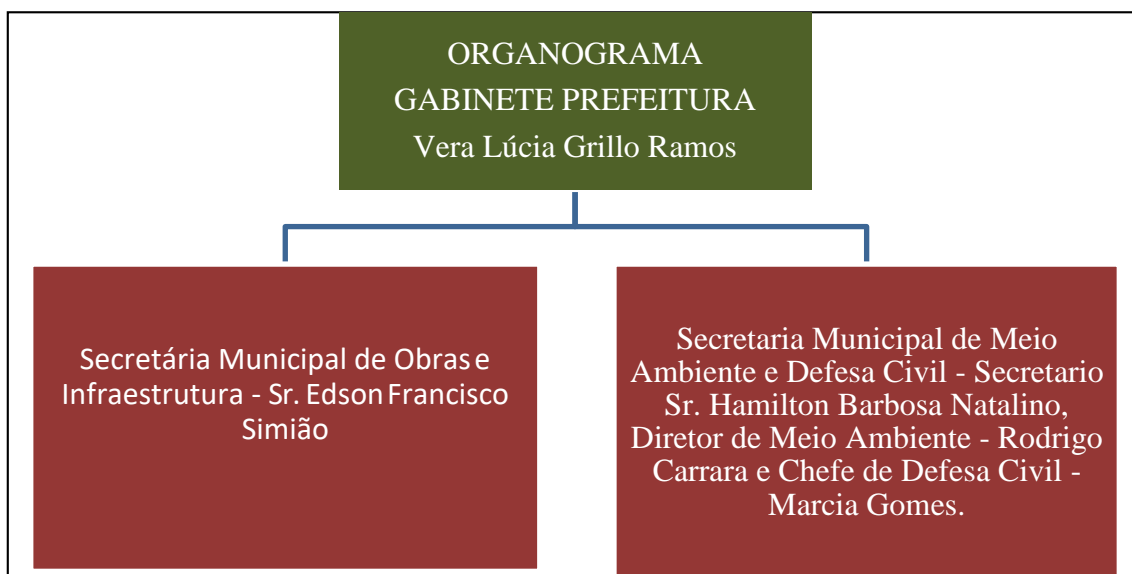 ORGANOGRAMA
GABINETE PREFEITURA
Vera Lúcia Grillo Ramos
Secretária Municipal de Obras e
Infraestrutura - Sr. Edson Francisco
Simião
Secretaria Municipal de Meio
Ambiente e Defesa Civil - Secretario
Sr. Hamilton Barbosa Natalino,
Diretor de Meio Ambiente - Rodrigo
Carrara e Chefe de Defesa Civil -
Marcia Gomes.